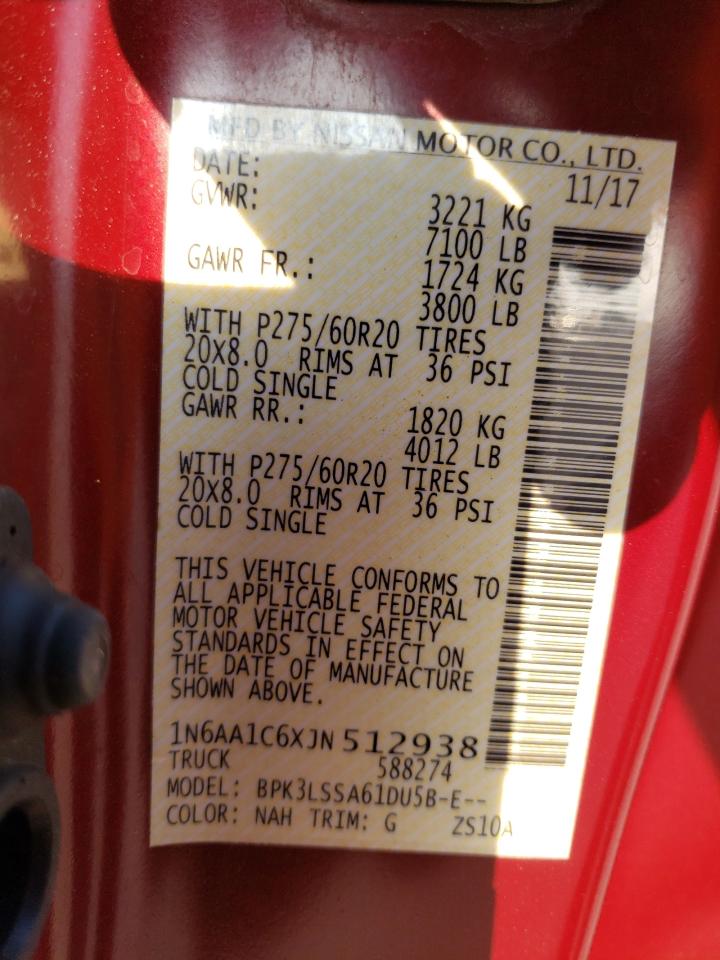 MFD BY NISSAN MOTOR CO., LTD.
DATE: 11/17
GVWR: 3221 KG
7100 LB
GAWR FR.: 1724 KG
3800 LB
WITH P275/60R20 TIRES
20X8.0 RIMS AT 36 PSI
COLD SINGLE
GAWR RR.: 1820 KG
4012 LB
WITH P275/60R20 TIRES
20X8.0 RIMS AT 36 PSI
COLD SINGLE
THIS VEHICLE CONFORMS TO
ALL APPLICABLE FEDERAL
MOTOR VEHICLE SAFETY
STANDARDS IN EFFECT ON
THE DATE OF MANUFACTURE
SHOWN ABOVE.
1N6AA1C6XJN 512938
TRUCK 588274
MODEL: BPK3LSSA61DU5B-E--
COLOR: NAH TRIM: G ZS10A